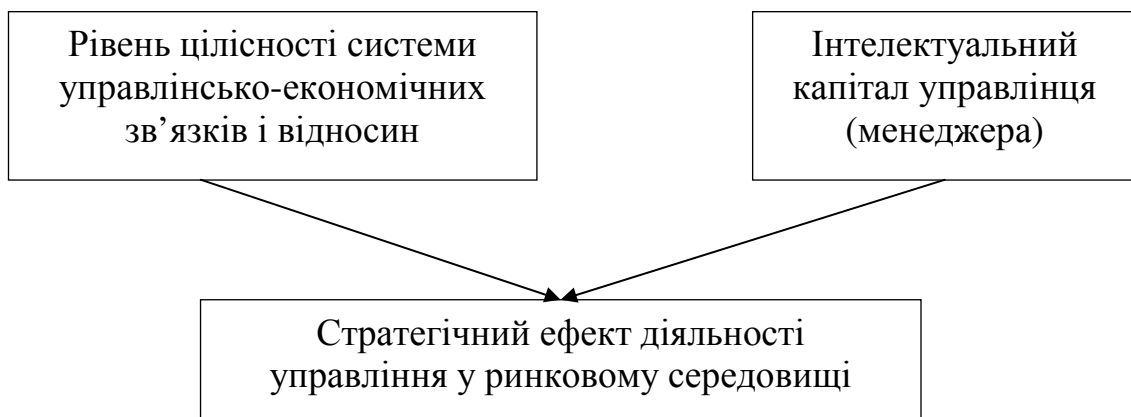 Рівень цілісності системи
управлінсько-економічних
зв’язків і відносин
Інтелектуальний
капітал управлінця
(менеджера)
Стратегічний ефект діяльності
управління у ринковому середовищі